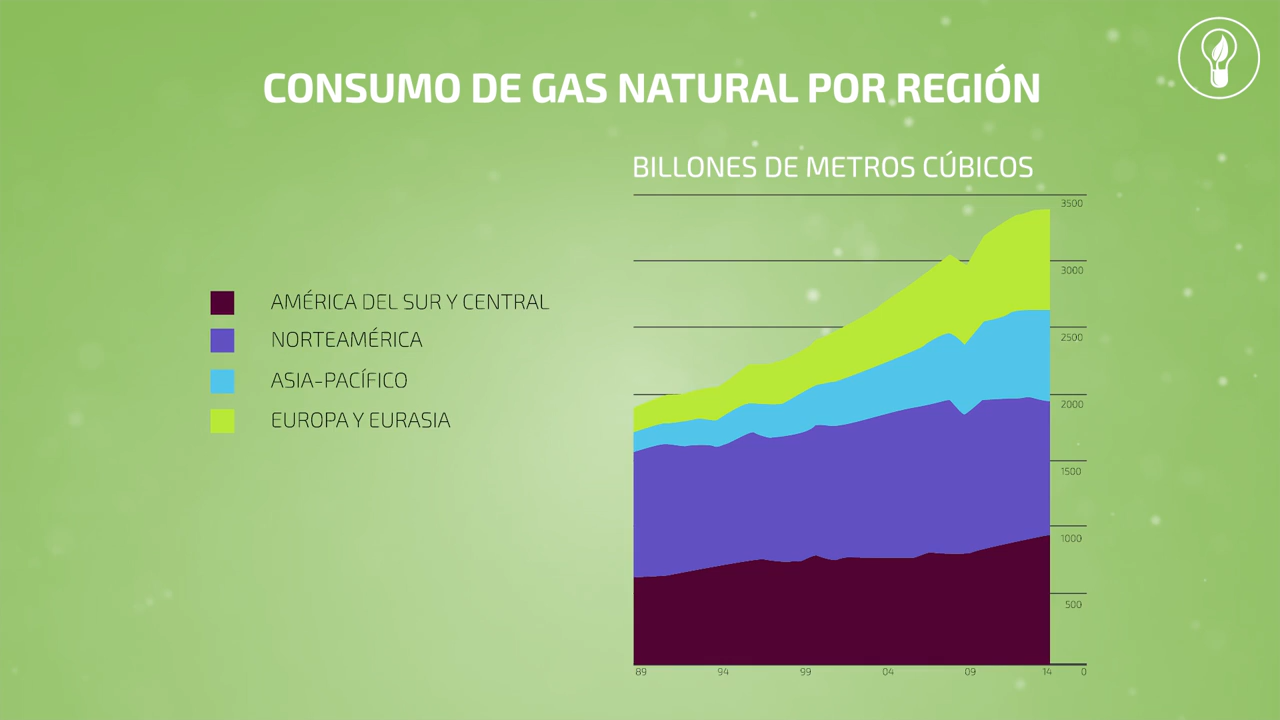 CONSUMO DE GAS NATURAL POR REGIÓN
BILLONES DE METROS CÚBICOS
3500
3000
2500
2000
1500
1000
500
AMÉRICA DEL SUR Y CENTRAL
NORTEAMÉRICA
ASIA-PACÍFICO
EUROPA Y EURASIA
89 94 99 04 09 14 0